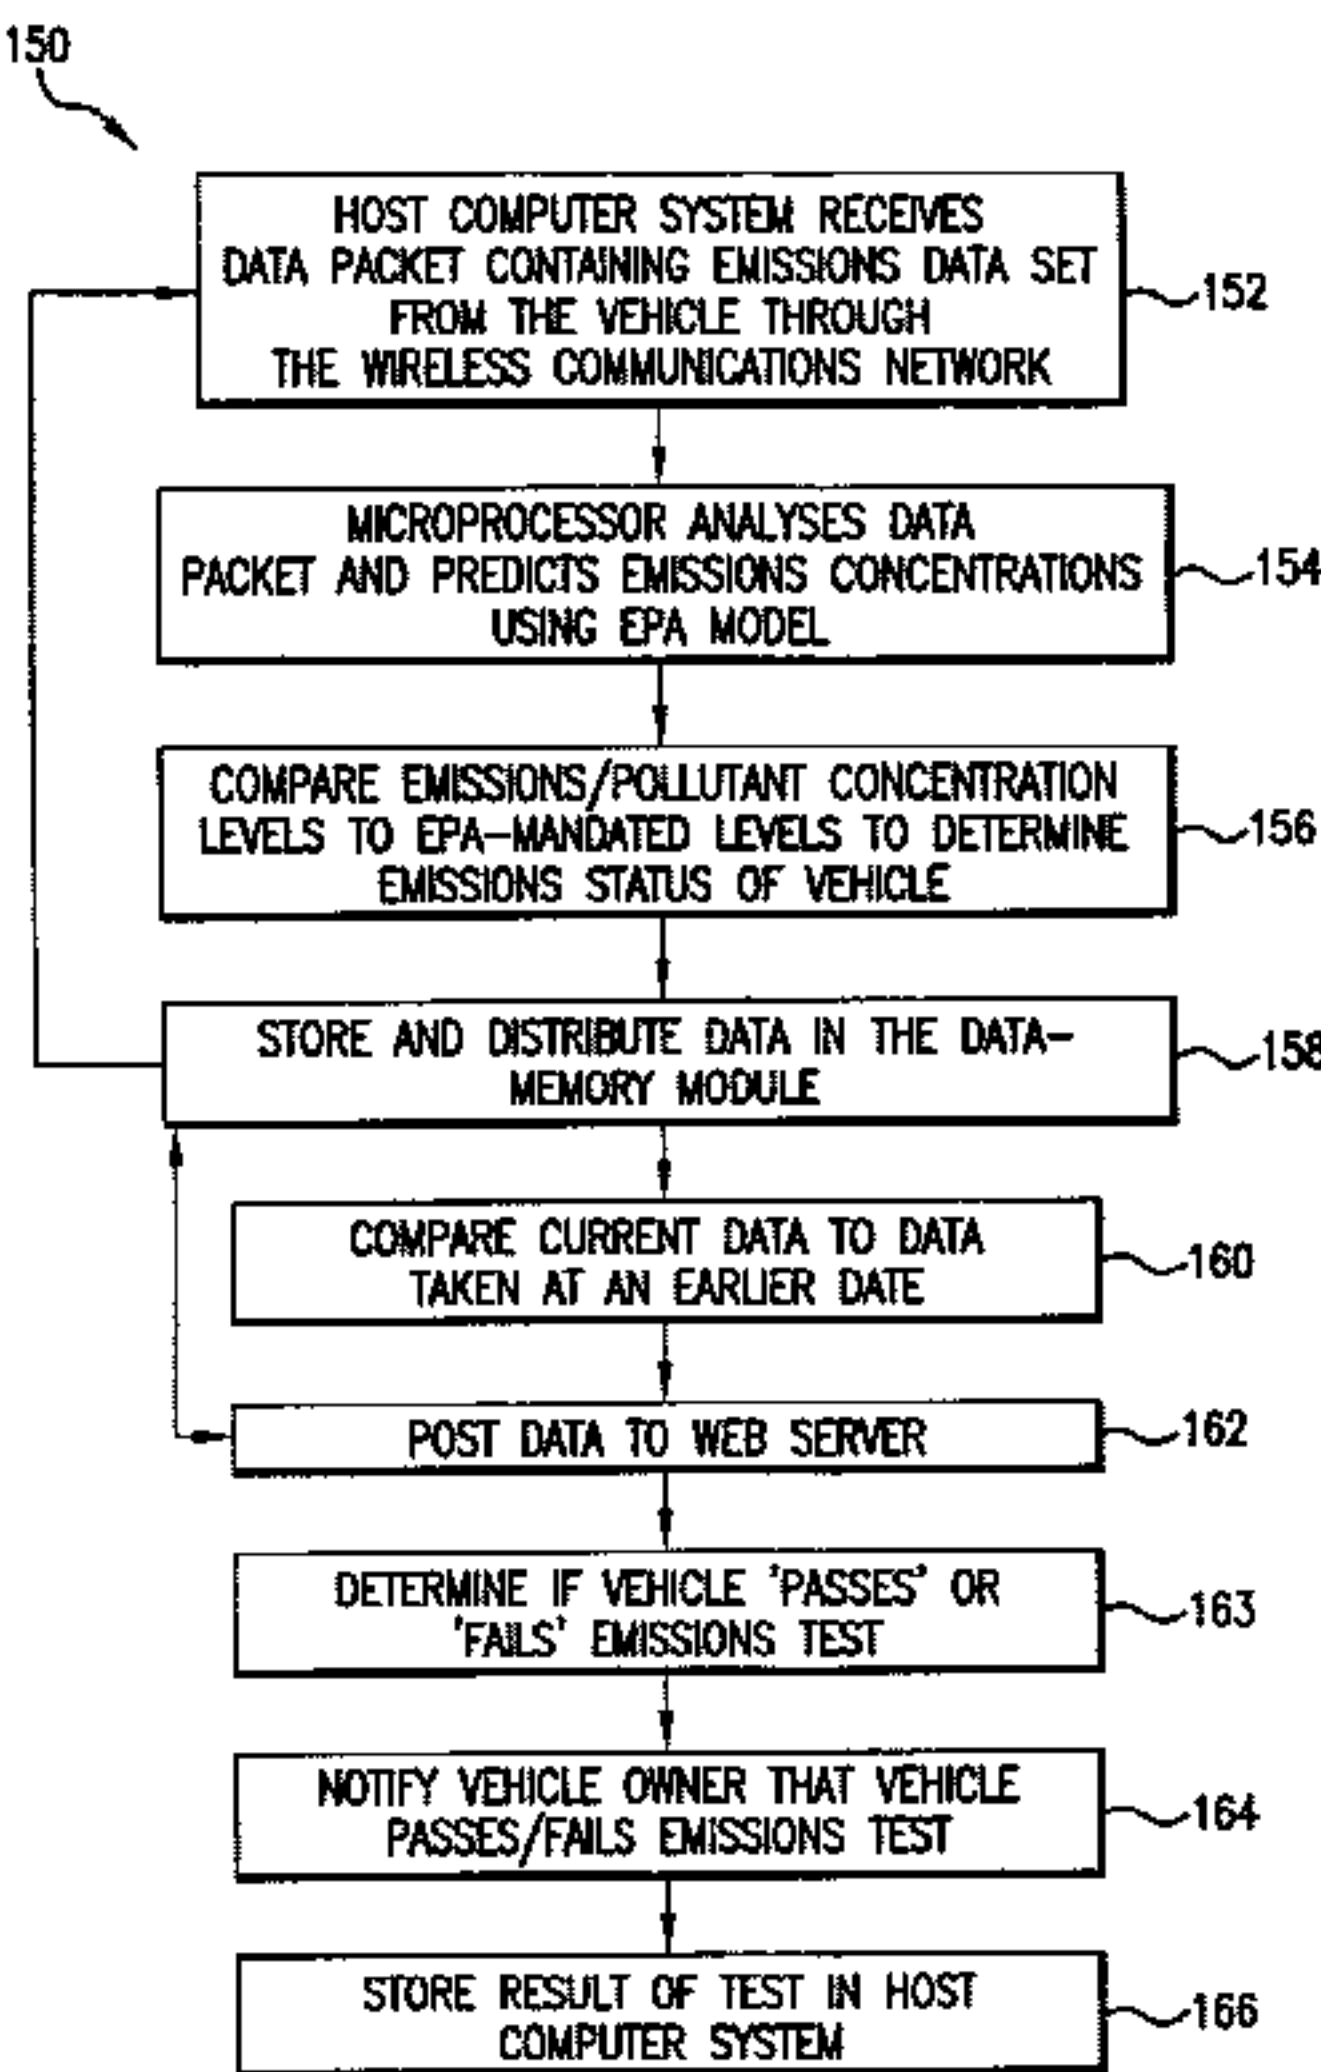 150
HOST COMPUTER SYSTEM RECEIVES
DATA PACKET CONTAINING EMISSIONS DATA SET
FROM THE VEHICLE THROUGH
THE WIRELESS COMMUNICATIONS NETWORK
152
MICROPROCESSOR ANALYSES DATA
PACKET AND PREDICTS EMISSIONS CONCENTRATIONS
USING EPA MODEL
154
COMPARE EMISSIONS/POLLUTANT CONCENTRATION
LEVELS TO EPA-MANDATED LEVELS TO DETERMINE
EMISSIONS STATUS OF VEHICLE
156
STORE AND DISTRIBUTE DATA IN THE DATA-
MEMORY MODULE
158
COMPARE CURRENT DATA TO DATA
TAKEN AT AN EARLIER DATE
160
POST DATA TO WEB SERVER
162
DETERMINE IF VEHICLE 'PASSES' OR
'FAILS' EMISSIONS TEST
163
NOTIFY VEHICLE OWNER THAT VEHICLE
PASSES/FAILS EMISSIONS TEST
164
STORE RESULT OF TEST IN HOST
COMPUTER SYSTEM
166